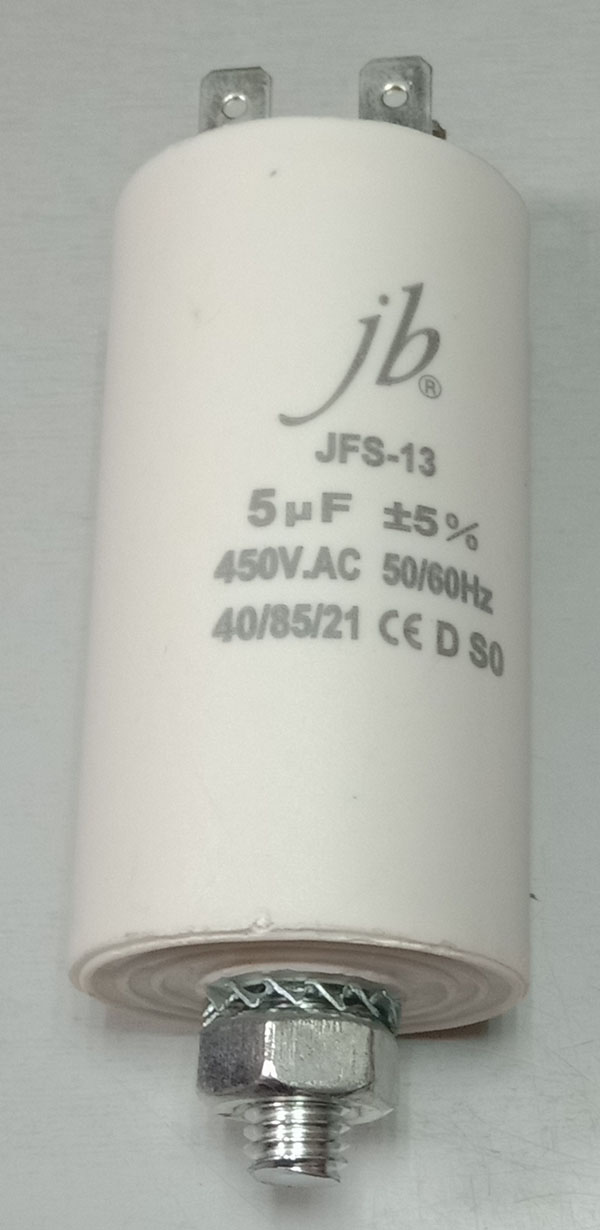 jb®
JFS-13
5µF ±5%
450V.AC 50/60Hz
40/85/21 CE D S0